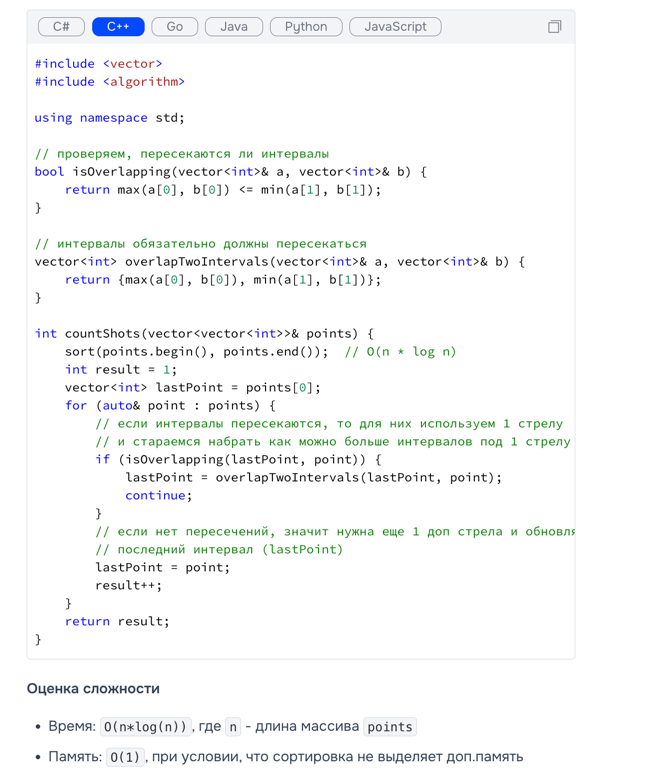 C# C++ Go Java Python JavaScript
#include <vector>
#include <algorithm>

using namespace std;

// проверяем, пересекаются ли интервалы
bool isOverlapping(vector<int>& a, vector<int>& b) {
    return max(a[0], b[0]) <= min(a[1], b[1]);
}

// интервалы обязательно должны пересекаться
vector<int> overlapTwoIntervals(vector<int>& a, vector<int>& b) {
    return {max(a[0], b[0]), min(a[1], b[1])};
}

int countShots(vector<vector<int>>& points) {
    sort(points.begin(), points.end());  // O(n * log n)
    int result = 1;
    vector<int> lastPoint = points[0];
    for (auto& point : points) {
        // если интервалы пересекаются, то для них используем 1 стрелу
        // и стараемся набрать как можно больше интервалов под 1 стрелу
        if (isOverlapping(lastPoint, point)) {
            lastPoint = overlapTwoIntervals(lastPoint, point);
            continue;
        }
        // если нет пересечений, значит нужна еще 1 доп стрела и обновля
        // последний интервал (lastPoint)
        lastPoint = point;
        result++;
    }
    return result;
}
Оценка сложности
• Время: O(n*log(n)), где n - длина массива points
• Память: O(1), при условии, что сортировка не выделяет доп.память